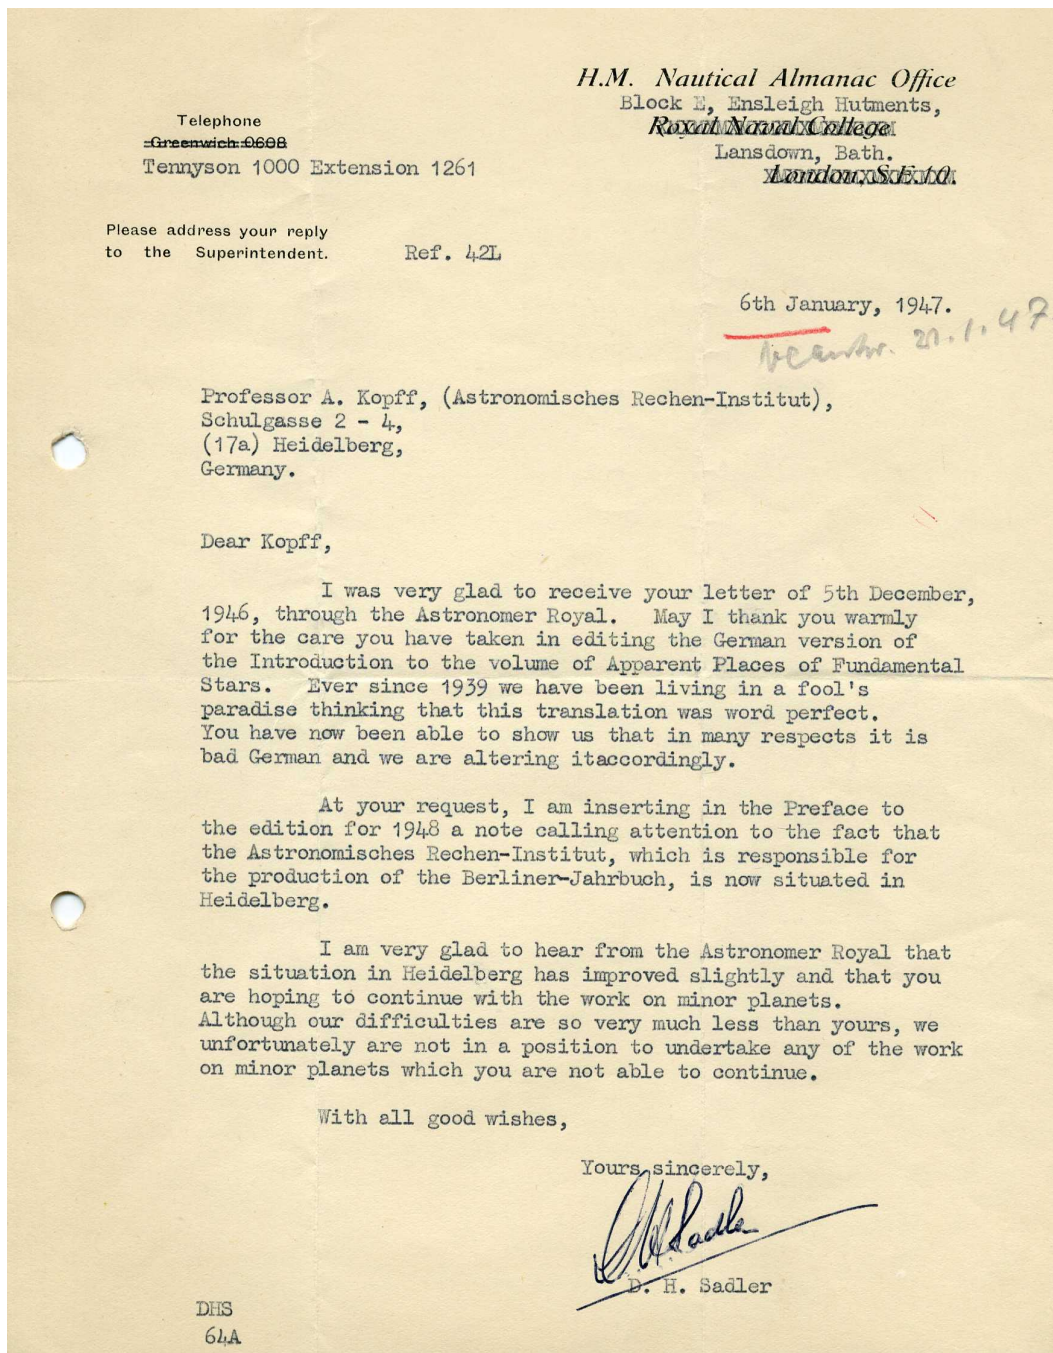 H.M. Nautical Almanac Office
Block E, Ensleigh Hutments,
Royal Naval College
Lansdown, Bath.
London, S.E.10.
Telephone
Greenwich 0608
Tennyson 1000 Extension 1261
Please address your reply
to the Superintendent.
Ref. 42L
6th January, 1947.
21.1.47
Professor A. Kopff, (Astronomisches Rechen-Institut),
Schulgasse 2 - 4,
(17a) Heidelberg,
Germany.
Dear Kopff,
I was very glad to receive your letter of 5th December,
1946, through the Astronomer Royal. May I thank you warmly
for the care you have taken in editing the German version of
the Introduction to the volume of Apparent Places of Fundamental
Stars. Ever since 1939 we have been living in a fool's
paradise thinking that this translation was word perfect.
You have now been able to show us that in many respects it is
bad German and we are altering itaccordingly.
At your request, I am inserting in the Preface to
the edition for 1948 a note calling attention to the fact that
the Astronomisches Rechen-Institut, which is responsible for
the production of the Berliner-Jahrbuch, is now situated in
Heidelberg.
I am very glad to hear from the Astronomer Royal that
the situation in Heidelberg has improved slightly and that you
are hoping to continue with the work on minor planets.
Although our difficulties are so very much less than yours, we
unfortunately are not in a position to undertake any of the work
on minor planets which you are not able to continue.
With all good wishes,
Yours sincerely,
DHSadler
D. H. Sadler
DHS
64A